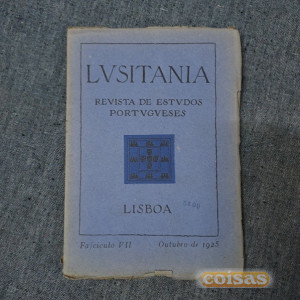 LVSITANIA
REVISTA DE ESTVDOS
PORTVGVESES
LISBOA
Fascículo VII
Outubro de 1925
coisas